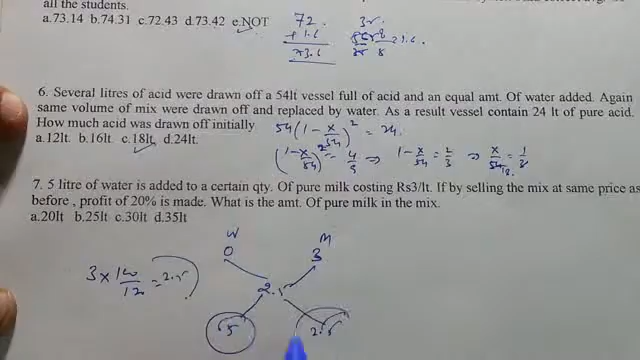 all the students.
a.73.14 b.74.31 c.72.43 d.73.42 e.NOT
72.
+1.6
73.6
8
= 1.6.
6. Several litres of acid were drawn off a 54lt vessel full of acid and an equal amt. Of water added. Again
same volume of mix were drawn off and replaced by water. As a result vessel contain 24 lt of pure acid.
How much acid was drawn off initially
a.12lt. b.16lt. c.18lt d.24lt.
54(1 - x/54)² = 24.
(1 - x/54)² = 4/9 ⇒ 1 - x/54 = 2/3 ⇒ x/54 = 1/3
18.
7. 5 litre of water is added to a certain qty. Of pure milk costing Rs3/lt. If by selling the mix at same price as
before , profit of 20% is made. What is the amt. Of pure milk in the mix.
a.20lt b.25lt c.30lt d.35lt
W M
0 3
3 × 10/12 = 2.5
2.5
.5 2.5